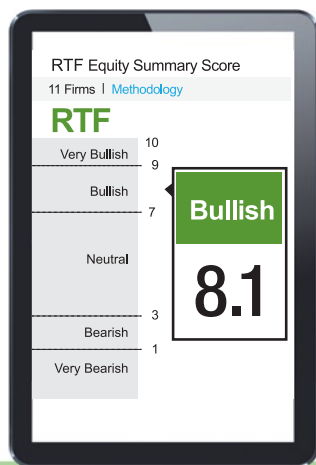 RTF Equity Summary Score
11 Firms | Methodology
RTF
10
Very Bullish
9
Bullish
7
Neutral
3
Bearish
1
Very Bearish
Bullish
8.1